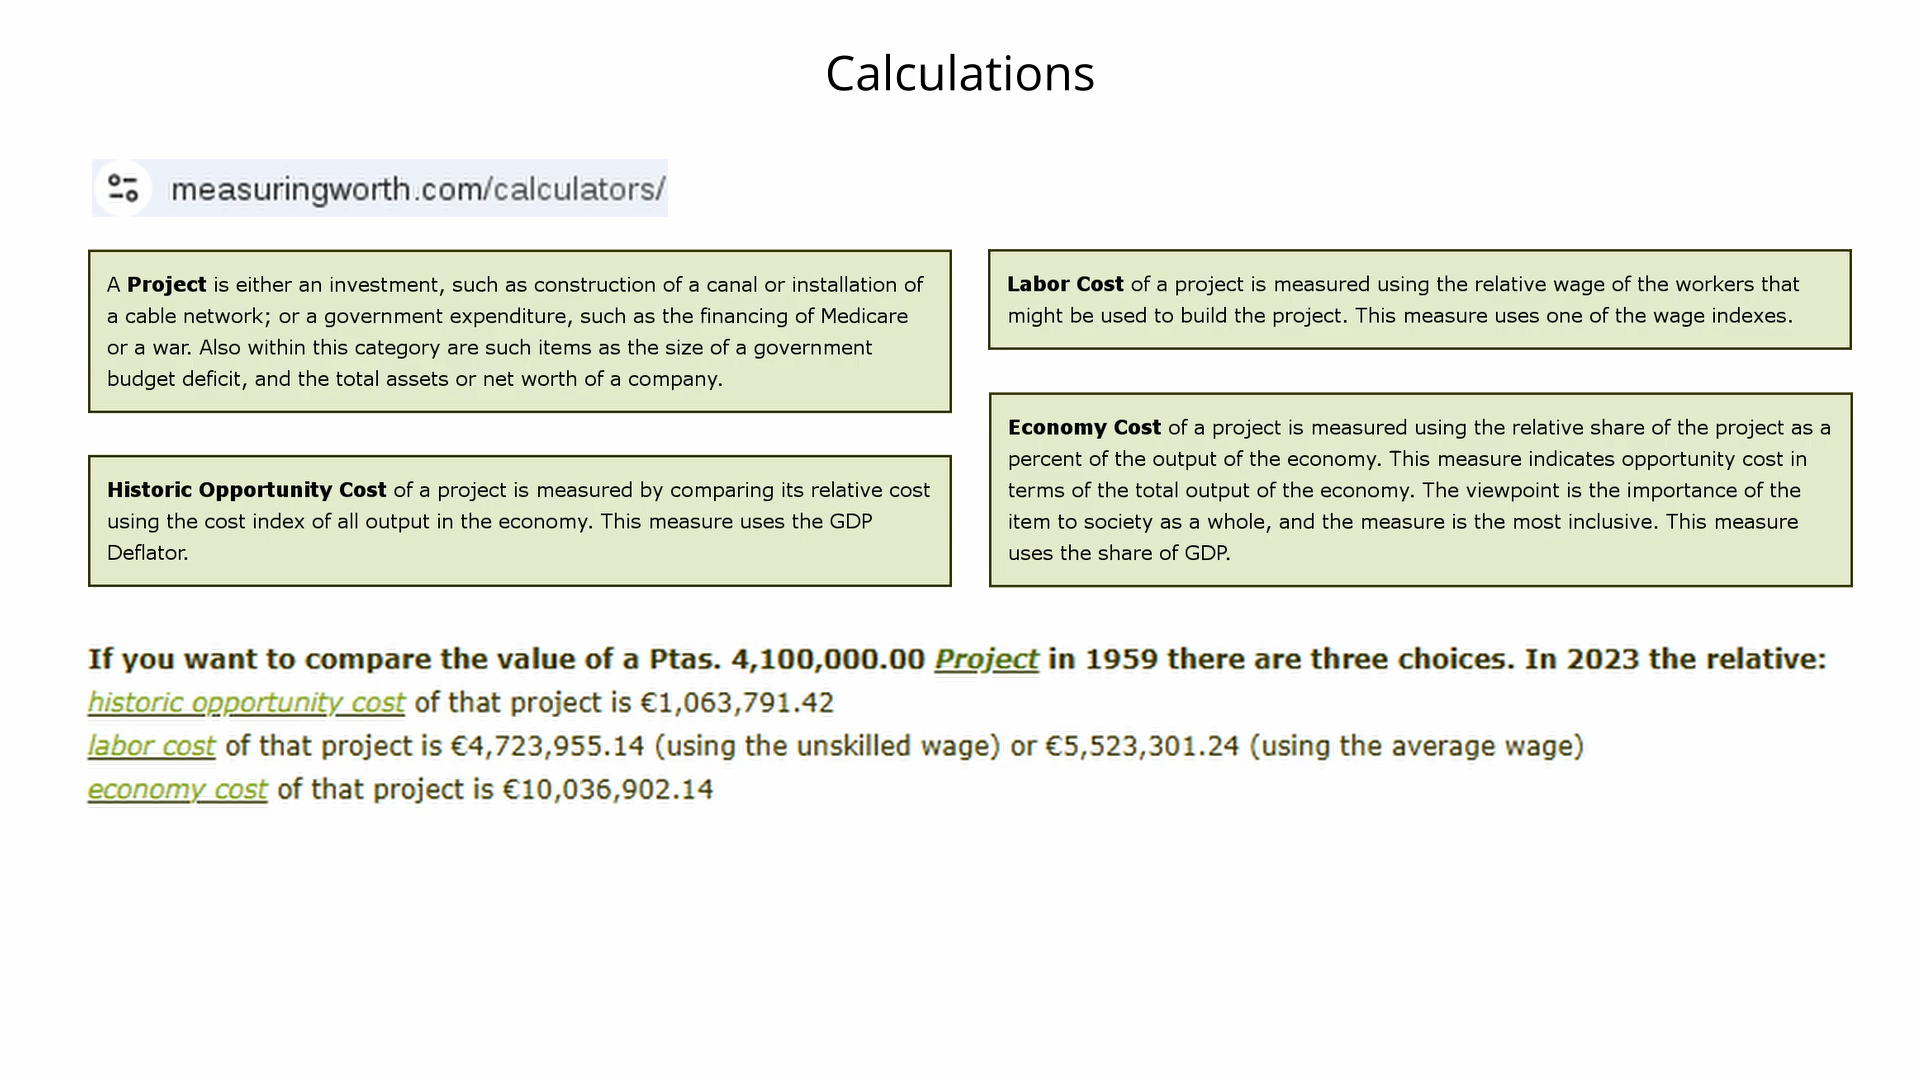 Calculations
measuringworth.com/calculators/
A Project is either an investment, such as construction of a canal or installation of
a cable network; or a government expenditure, such as the financing of Medicare
or a war. Also within this category are such items as the size of a government
budget deficit, and the total assets or net worth of a company.
Historic Opportunity Cost of a project is measured by comparing its relative cost
using the cost index of all output in the economy. This measure uses the GDP
Deflator.
Labor Cost of a project is measured using the relative wage of the workers that
might be used to build the project. This measure uses one of the wage indexes.
Economy Cost of a project is measured using the relative share of the project as a
percent of the output of the economy. This measure indicates opportunity cost in
terms of the total output of the economy. The viewpoint is the importance of the
item to society as a whole, and the measure is the most inclusive. This measure
uses the share of GDP.
If you want to compare the value of a Ptas. 4,100,000.00 Project in 1959 there are three choices. In 2023 the relative:
historic opportunity cost of that project is €1,063,791.42
labor cost of that project is €4,723,955.14 (using the unskilled wage) or €5,523,301.24 (using the average wage)
economy cost of that project is €10,036,902.14